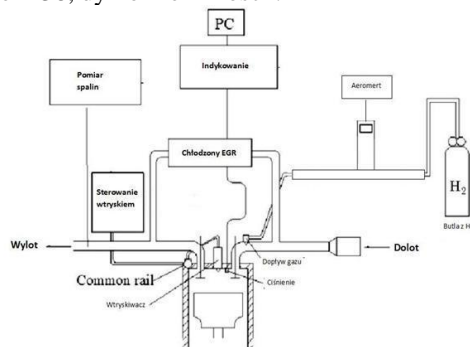 PC
Indykowanie
Pomiar
spalin
Aeromert
Chłodzony EGR
Sterowanie
wtryskiem
H2
Butla z H
Wylot
Dolot
Dopływ gazu
Common rail
Ciśnienie
Wtryskiwacz